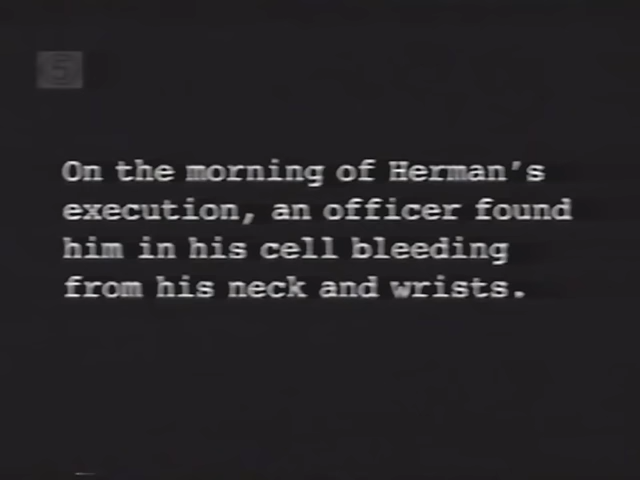 5
On the morning of Herman's
execution, an officer found
him in his cell bleeding
from his neck and wrists.